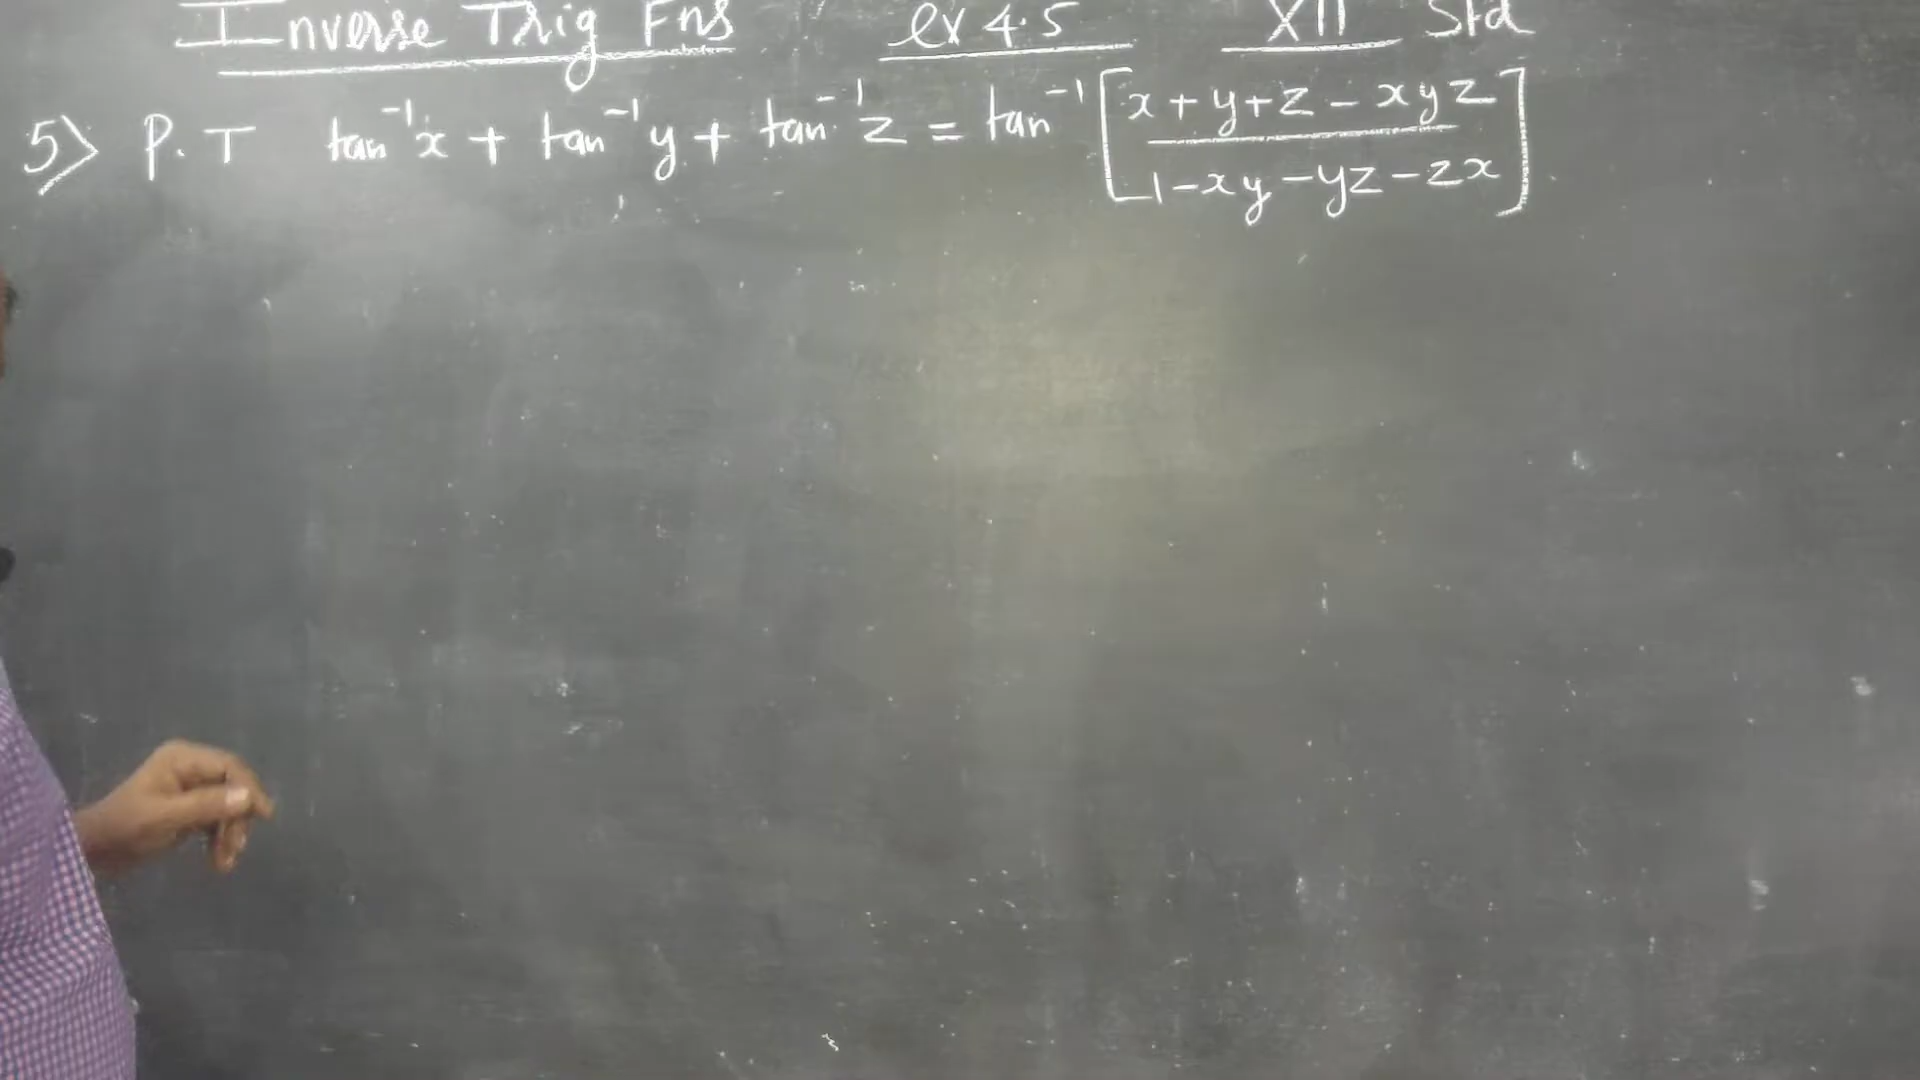 Inverse Trig Fns ex 4.5 XII Std
5) P.T tan⁻¹x + tan⁻¹y + tan⁻¹z = tan⁻¹ [ (x+y+z-xyz) / (1-xy-yz-zx) ]